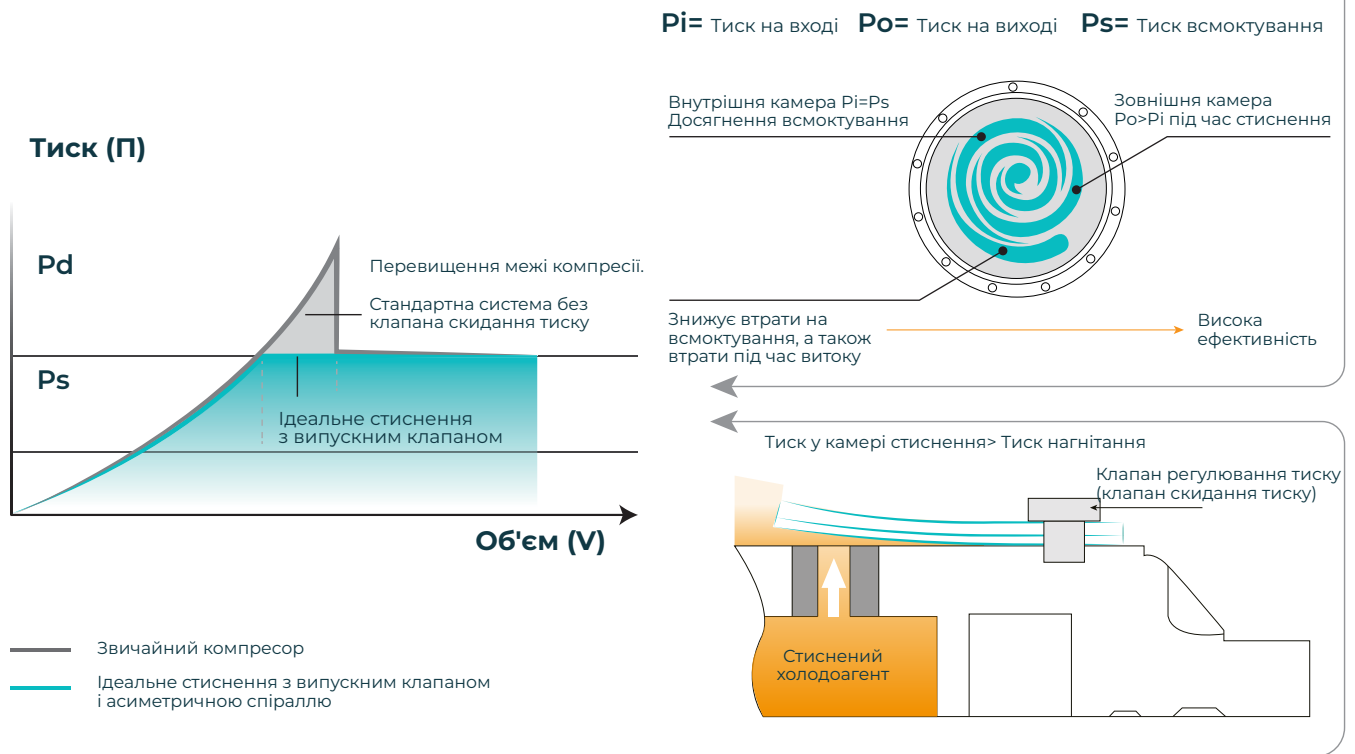 Pi= Тиск на вході Po= Тиск на виході Ps= Тиск всмоктування
Внутрішня камера Pi=Ps
Досягнення всмоктування
Зовнішня камера
Po>Pi під час стиснення
Тиск (П)
Pd
Перевищення межі компресії.
Стандартна система без
клапана скидання тиску
Ps
Ідеальне стиснення
з випускним клапаном
Об'єм (V)
Знижує втрати на
всмоктування, а також
втрати під час витоку
Висока
ефективність
Тиск у камері стиснення> Тиск нагнітання
Клапан регулювання тиску
(клапан скидання тиску)
Стиснений
холодоагент
Звичайний компресор
Ідеальне стиснення з випускним клапаном
і асиметричною спіраллю